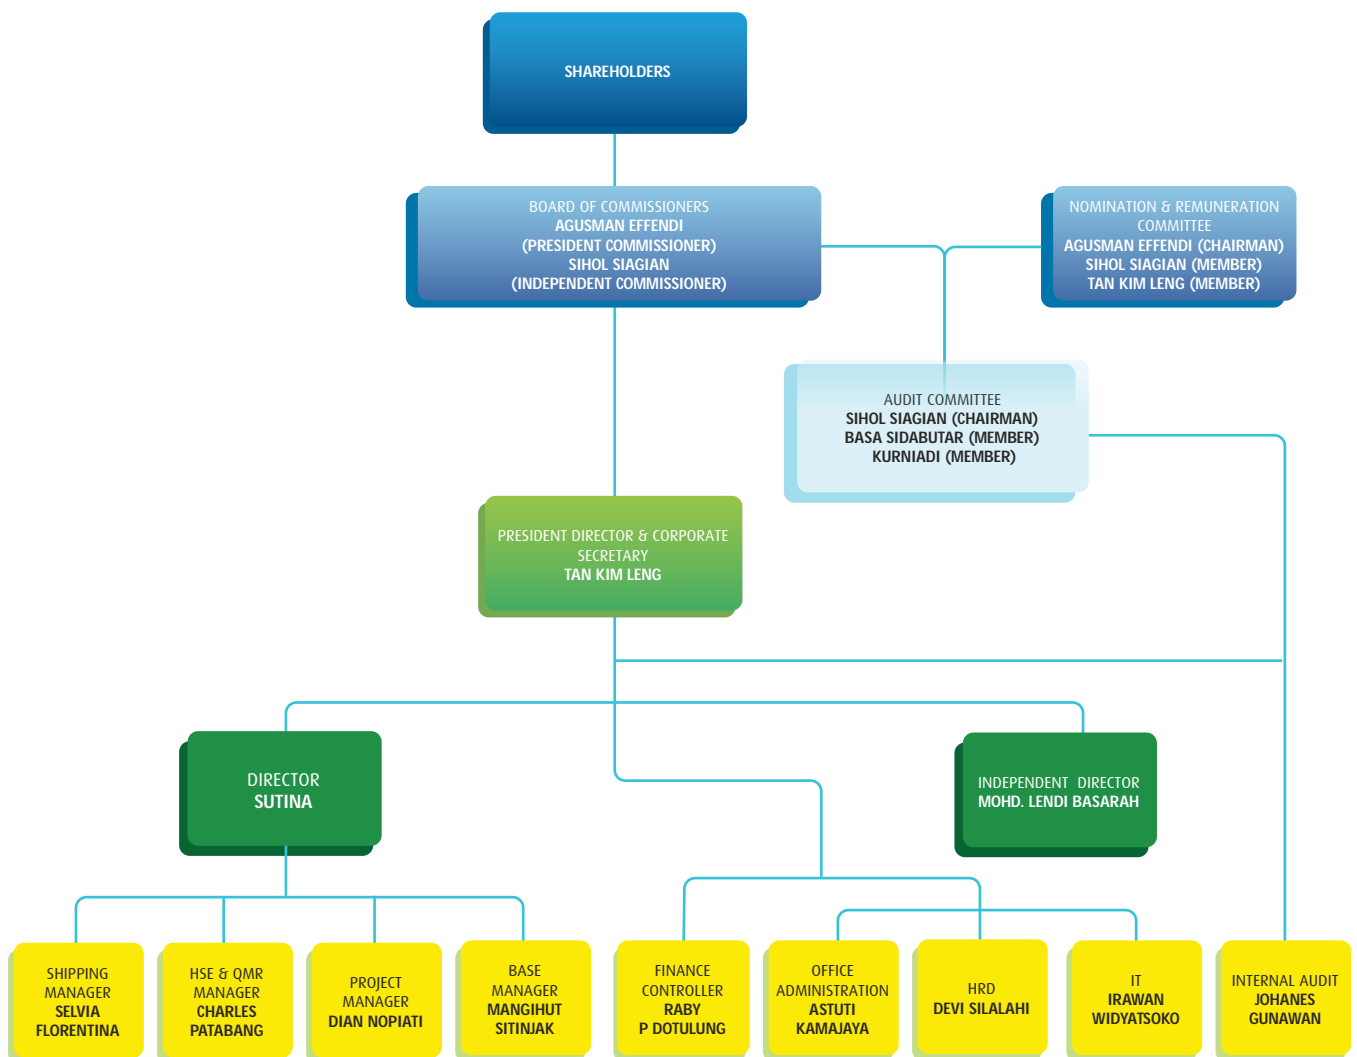 SHAREHOLDERS
BOARD OF COMMISSIONERS
AGUSMAN EFFENDI
(PRESIDENT COMMISSIONER)
SIHOL SIAGIAN
(INDEPENDENT COMMISSIONER)
NOMINATION & REMUNERATION
COMMITTEE
AGUSMAN EFFENDI (CHAIRMAN)
SIHOL SIAGIAN (MEMBER)
TAN KIM LENG (MEMBER)
AUDIT COMMITTEE
SIHOL SIAGIAN (CHAIRMAN)
BASA SIDABUTAR (MEMBER)
KURNIADI (MEMBER)
PRESIDENT DIRECTOR & CORPORATE
SECRETARY
TAN KIM LENG
DIRECTOR
SUTINA
INDEPENDENT DIRECTOR
MOHD. LENDI BASARAH
SHIPPING
MANAGER
SELVIA
FLORENTINA
HSE & QMR
MANAGER
CHARLES
PATABANG
PROJECT
MANAGER
DIAN NOPIATI
BASE
MANAGER
MANGIHUT
SITINJAK
FINANCE
CONTROLLER
RABY
P DOTULUNG
OFFICE
ADMINISTRATION
ASTUTI
KAMAJAYA
HRD
DEVI SILALAHI
IT
IRAWAN
WIDYATSOKO
INTERNAL AUDIT
JOHANES
GUNAWAN